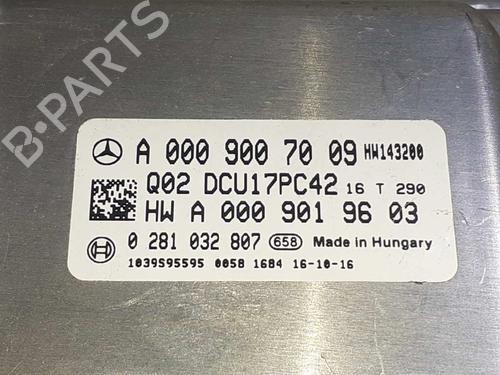 B-PARTS
A 000 900 70 09 HW143200
Q02 DCU17PC42 16 T 290
HW A 000 901 96 03
0 281 032 807 658 Made in Hungary
1039S95595 0058 1684 16-10-16